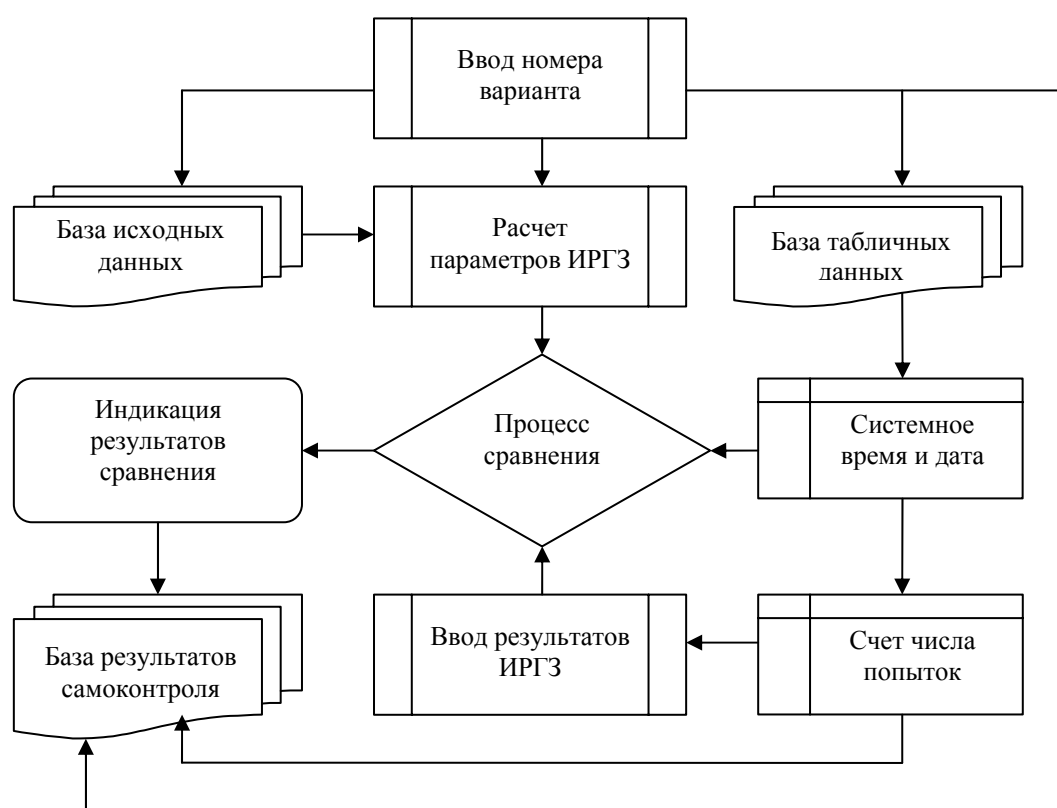 Ввод номера
варианта
База исходных
данных
Расчет
параметров ИРГЗ
База табличных
данных
Индикация
результатов
сравнения
Процесс
сравнения
Системное
время и дата
База результатов
самоконтроля
Ввод результатов
ИРГЗ
Счет числа
попыток